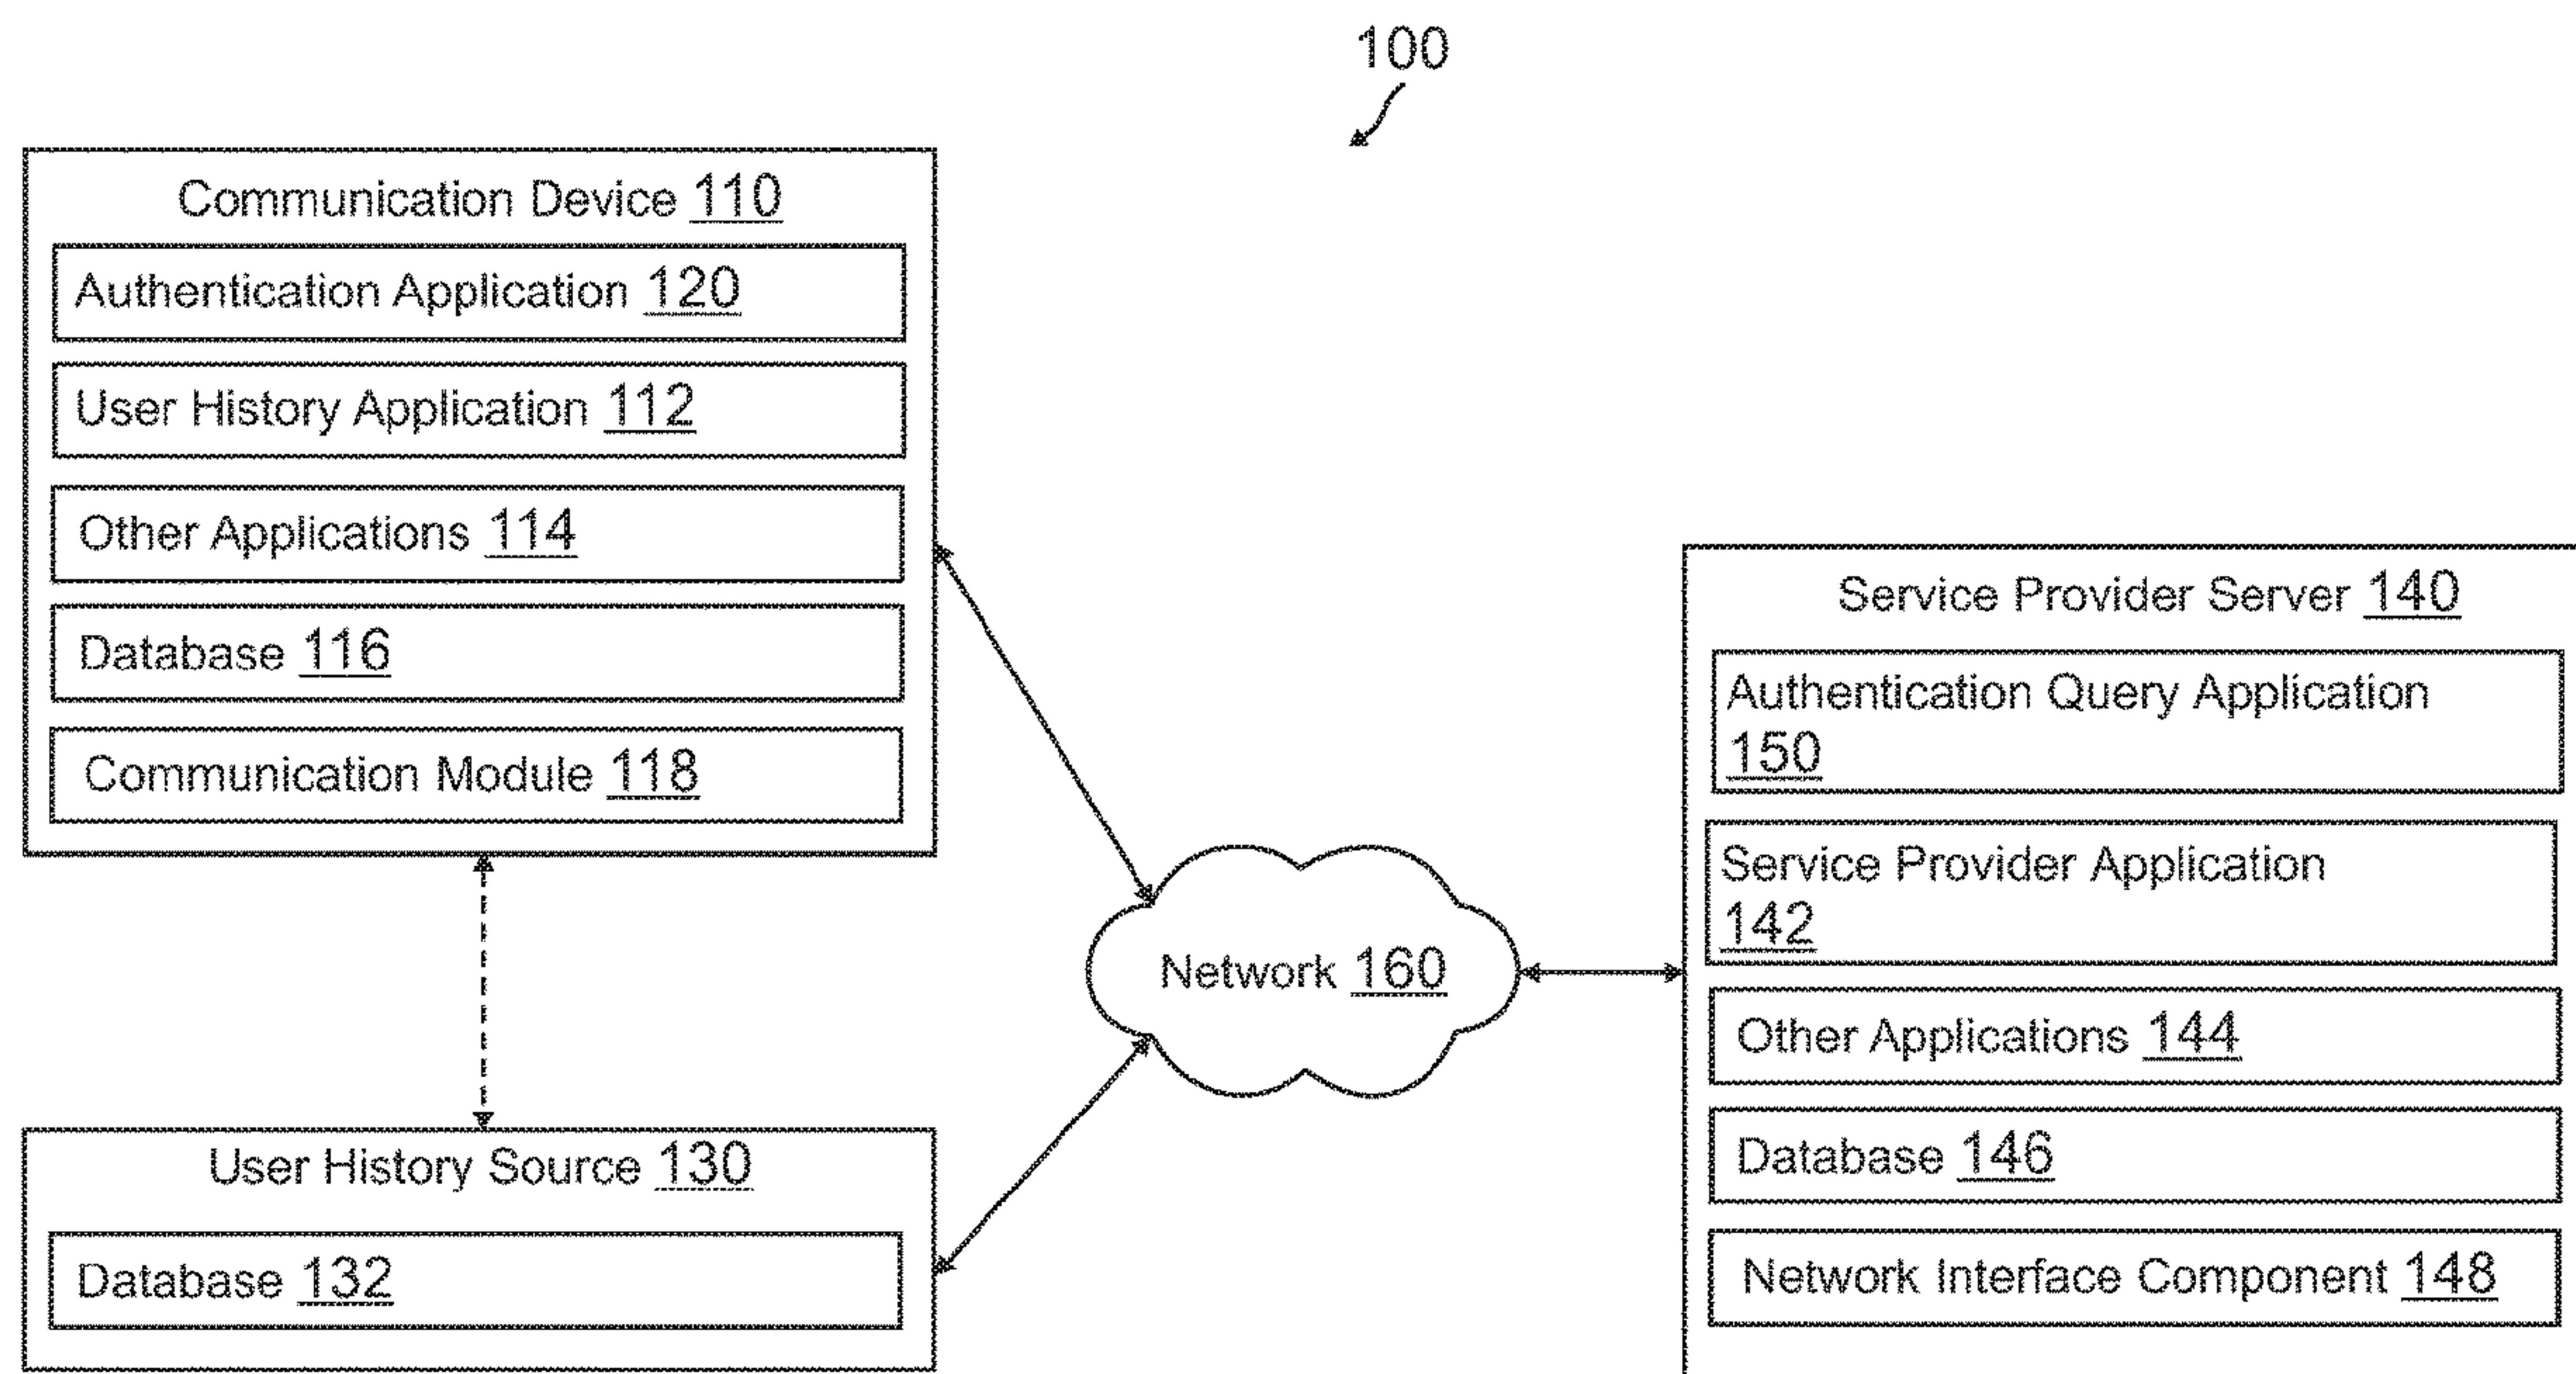 100
Communication Device 110
Authentication Application 120
User History Application 112
Other Applications 114
Database 116
Communication Module 118
User History Source 130
Database 132
Network 160
Service Provider Server 140
Authentication Query Application
150
Service Provider Application
142
Other Applications 144
Database 146
Network Interface Component 148